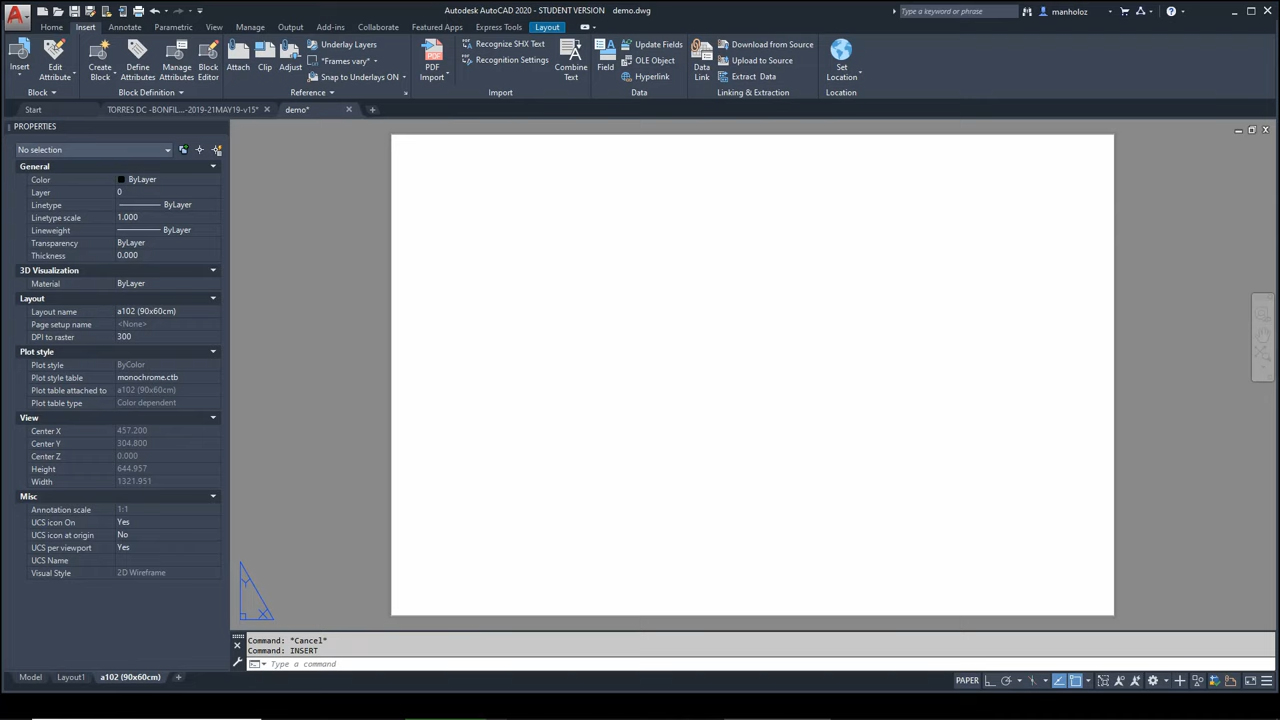 Autodesk AutoCAD 2020 - STUDENT VERSION demo.dwg
Type a keyword or phrase
manholoz
Home Insert Annotate Parametric View Manage Output Add-ins Collaborate Featured Apps Express Tools Layout
Insert
Edit Attribute
Create Block
Define Attributes
Manage Attributes
Block Editor
Attach
Clip
Adjust
Underlay Layers
*Frames vary*
Snap to Underlays ON
PDF Import
Recognize SHX Text
Recognition Settings
Combine Text
Field
Update Fields
OLE Object
Hyperlink
Data Link
Download from Source
Upload to Source
Extract Data
Set Location
Block Block Definition Reference Import Data Linking & Extraction Location
Start TORRES DC -BONFIL...-2019-21MAY19-v15* demo*
PROPERTIES
No selection
General
Color ByLayer
Layer 0
Linetype ByLayer
Linetype scale 1.000
Lineweight ByLayer
Transparency ByLayer
Thickness 0.000
3D Visualization
Material ByLayer
Layout
Layout name a102 (90x60cm)
Page setup name <None>
DPI to raster 300
Plot style
Plot style ByColor
Plot style table monochrome.ctb
Plot table attached to a102 (90x60cm)
Plot table type Color dependent
View
Center X 457.200
Center Y 304.800
Center Z 0.000
Height 644.957
Width 1321.951
Misc
Annotation scale 1:1
UCS icon On Yes
UCS icon at origin No
UCS per viewport Yes
UCS Name
Visual Style 2D Wireframe
Y
X
Command: *Cancel*
Command: INSERT
Type a command
Model Layout1 a102 (90x60cm)
PAPER